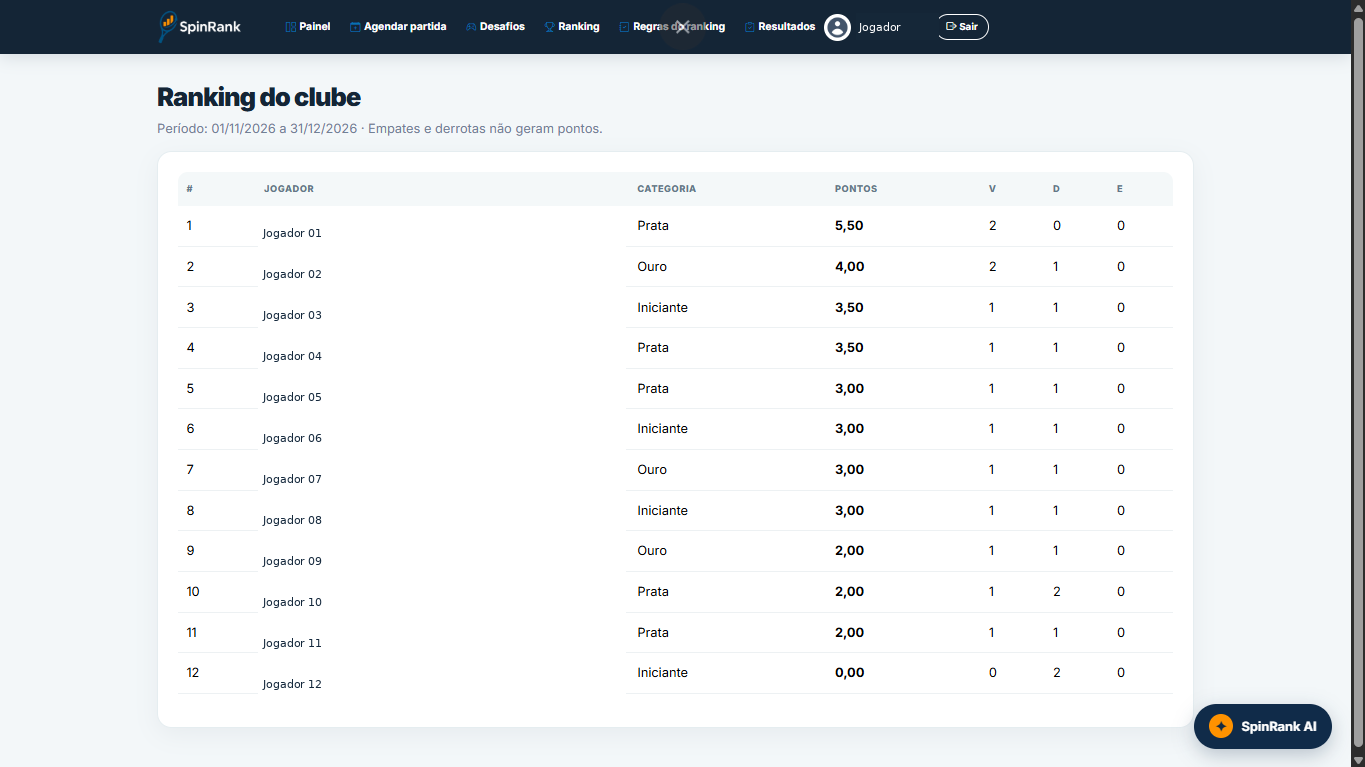 SpinRank Painel Agendar partida Desafios Ranking Regras do ranking Resultados Jogador Sair
Ranking do clube
Período: 01/11/2026 a 31/12/2026 · Empates e derrotas não geram pontos.
# JOGADOR CATEGORIA PONTOS V D E
1 Jogador 01 Prata 5,50 2 0 0
2 Jogador 02 Ouro 4,00 2 1 0
3 Jogador 03 Iniciante 3,50 1 1 0
4 Jogador 04 Prata 3,50 1 1 0
5 Jogador 05 Prata 3,00 1 1 0
6 Jogador 06 Iniciante 3,00 1 1 0
7 Jogador 07 Ouro 3,00 1 1 0
8 Jogador 08 Iniciante 3,00 1 1 0
9 Jogador 09 Ouro 2,00 1 1 0
10 Jogador 10 Prata 2,00 1 2 0
11 Jogador 11 Prata 2,00 1 1 0
12 Jogador 12 Iniciante 0,00 0 2 0
SpinRank AI